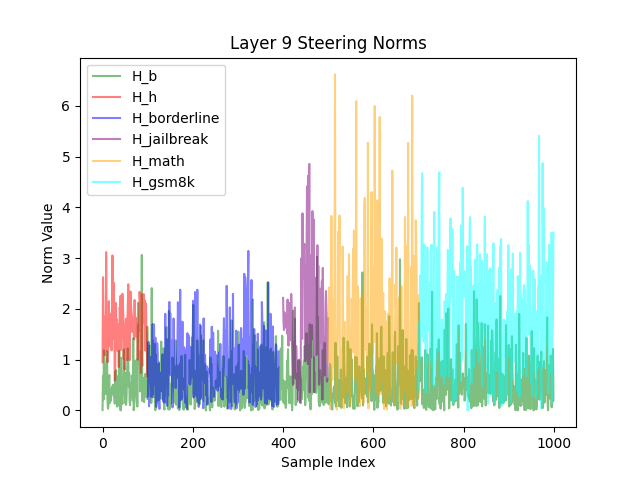 Layer 9 Steering Norms
H_b
H_h
H_borderline
H_jailbreak
H_math
H_gsm8k
Norm Value
6
5
4
3
2
1
0
0 200 400 600 800 1000
Sample Index